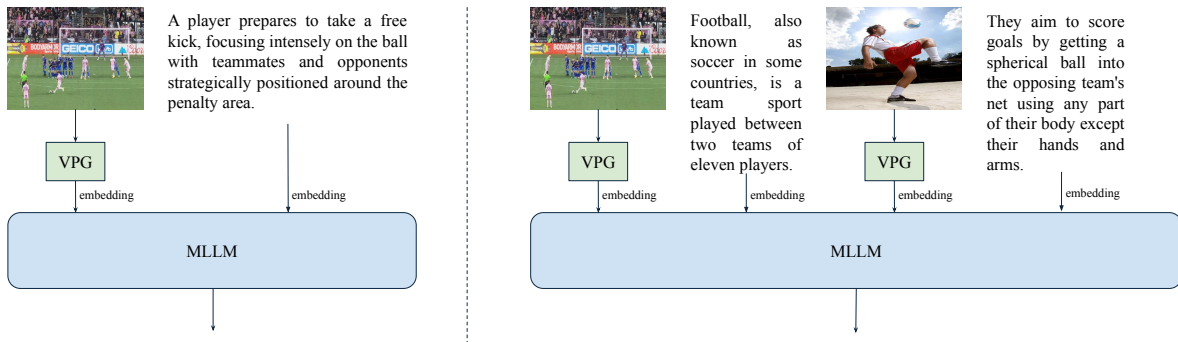 A player prepares to take a free
kick, focusing intensely on the ball
with teammates and opponents
strategically positioned around the
penalty area.
GEICO
VPG
embedding
embedding
MLLM
Football, also
known as
soccer in some
countries, is a
team sport
played between
two teams of
eleven players.
GEICO
They aim to score
goals by getting a
spherical ball into
the opposing team's
net using any part
of their body except
their hands and
arms.
VPG
VPG
embedding
embedding
embedding
embedding
MLLM